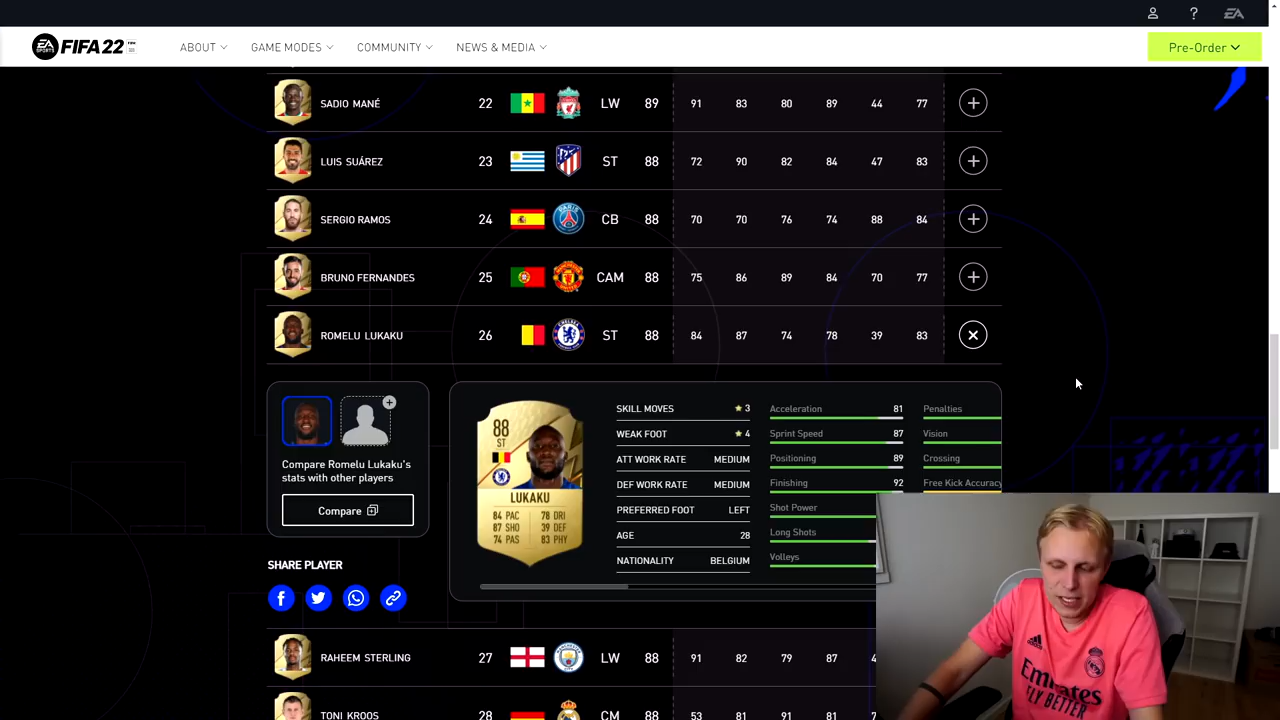 EA
EA SPORTS FIFA 22
ABOUT
GAME MODES
COMMUNITY
NEWS & MEDIA
Pre-Order
SADIO MANÉ 22 LW 89 91 83 80 89 44 77
LUIS SUÁREZ 23 ST 88 72 90 82 84 47 83
SERGIO RAMOS 24 CB 88 70 70 76 74 88 84
BRUNO FERNANDES 25 CAM 88 75 86 89 84 70 77
ROMELU LUKAKU 26 ST 88 84 87 74 78 39 83
Compare Romelu Lukaku's
stats with other players
Compare
SHARE PLAYER
88
ST
LUKAKU
84 PAC 78 DRI
87 SHO 39 DEF
74 PAS 83 PHY
SKILL MOVES 3
WEAK FOOT 4
ATT WORK RATE MEDIUM
DEF WORK RATE MEDIUM
PREFERRED FOOT LEFT
AGE 28
NATIONALITY BELGIUM
Acceleration 81
Sprint Speed 87
Positioning 89
Finishing 92
Shot Power
Long Shots
Volleys
Penalties
Vision
Crossing
Free Kick Accuracy
RAHEEM STERLING 27 LW 88 91 82 79 87 4
TONI KROOS 28 CM 88 53 81 91 81
adidas
Emirates
FLY BETTER